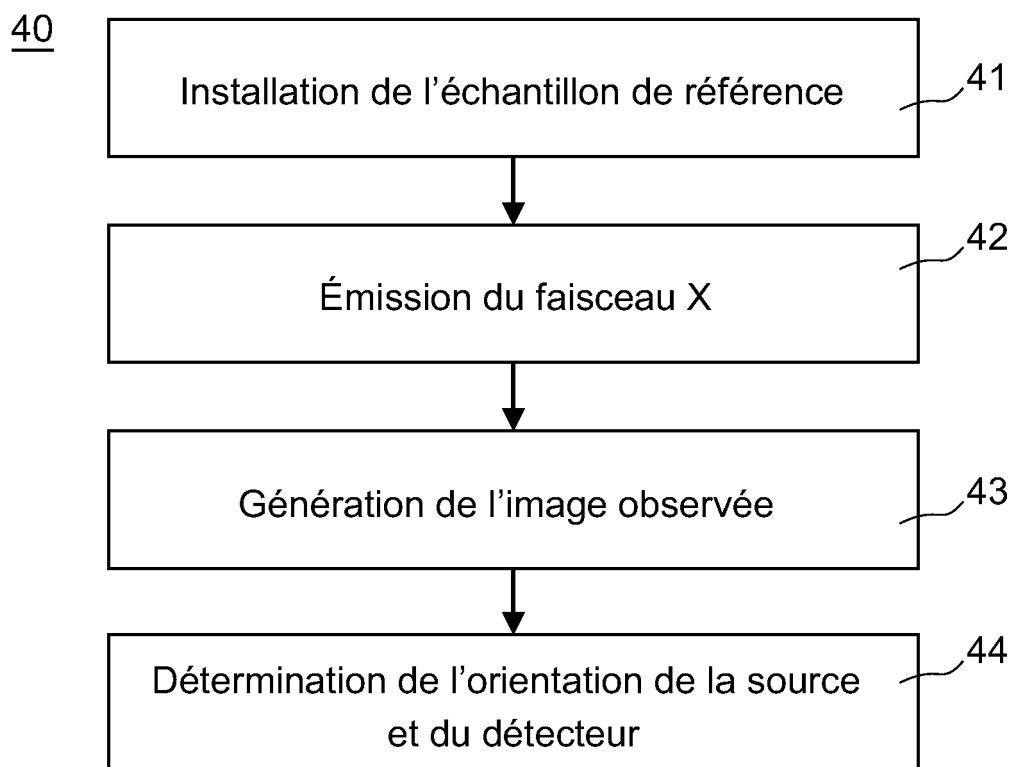 40
Installation de l’échantillon de référence
41
Émission du faisceau X
42
Génération de l’image observée
43
Détermination de l’orientation de la source
et du détecteur
44